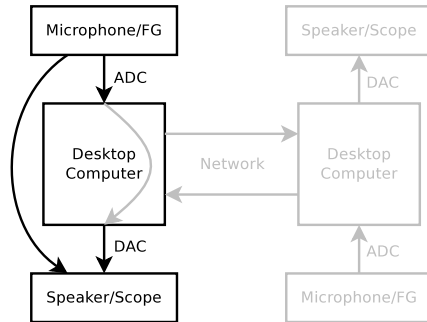 Microphone/FG
Speaker/Scope
ADC
DAC
Desktop
Computer
Network
Desktop
Computer
DAC
ADC
Speaker/Scope
Microphone/FG